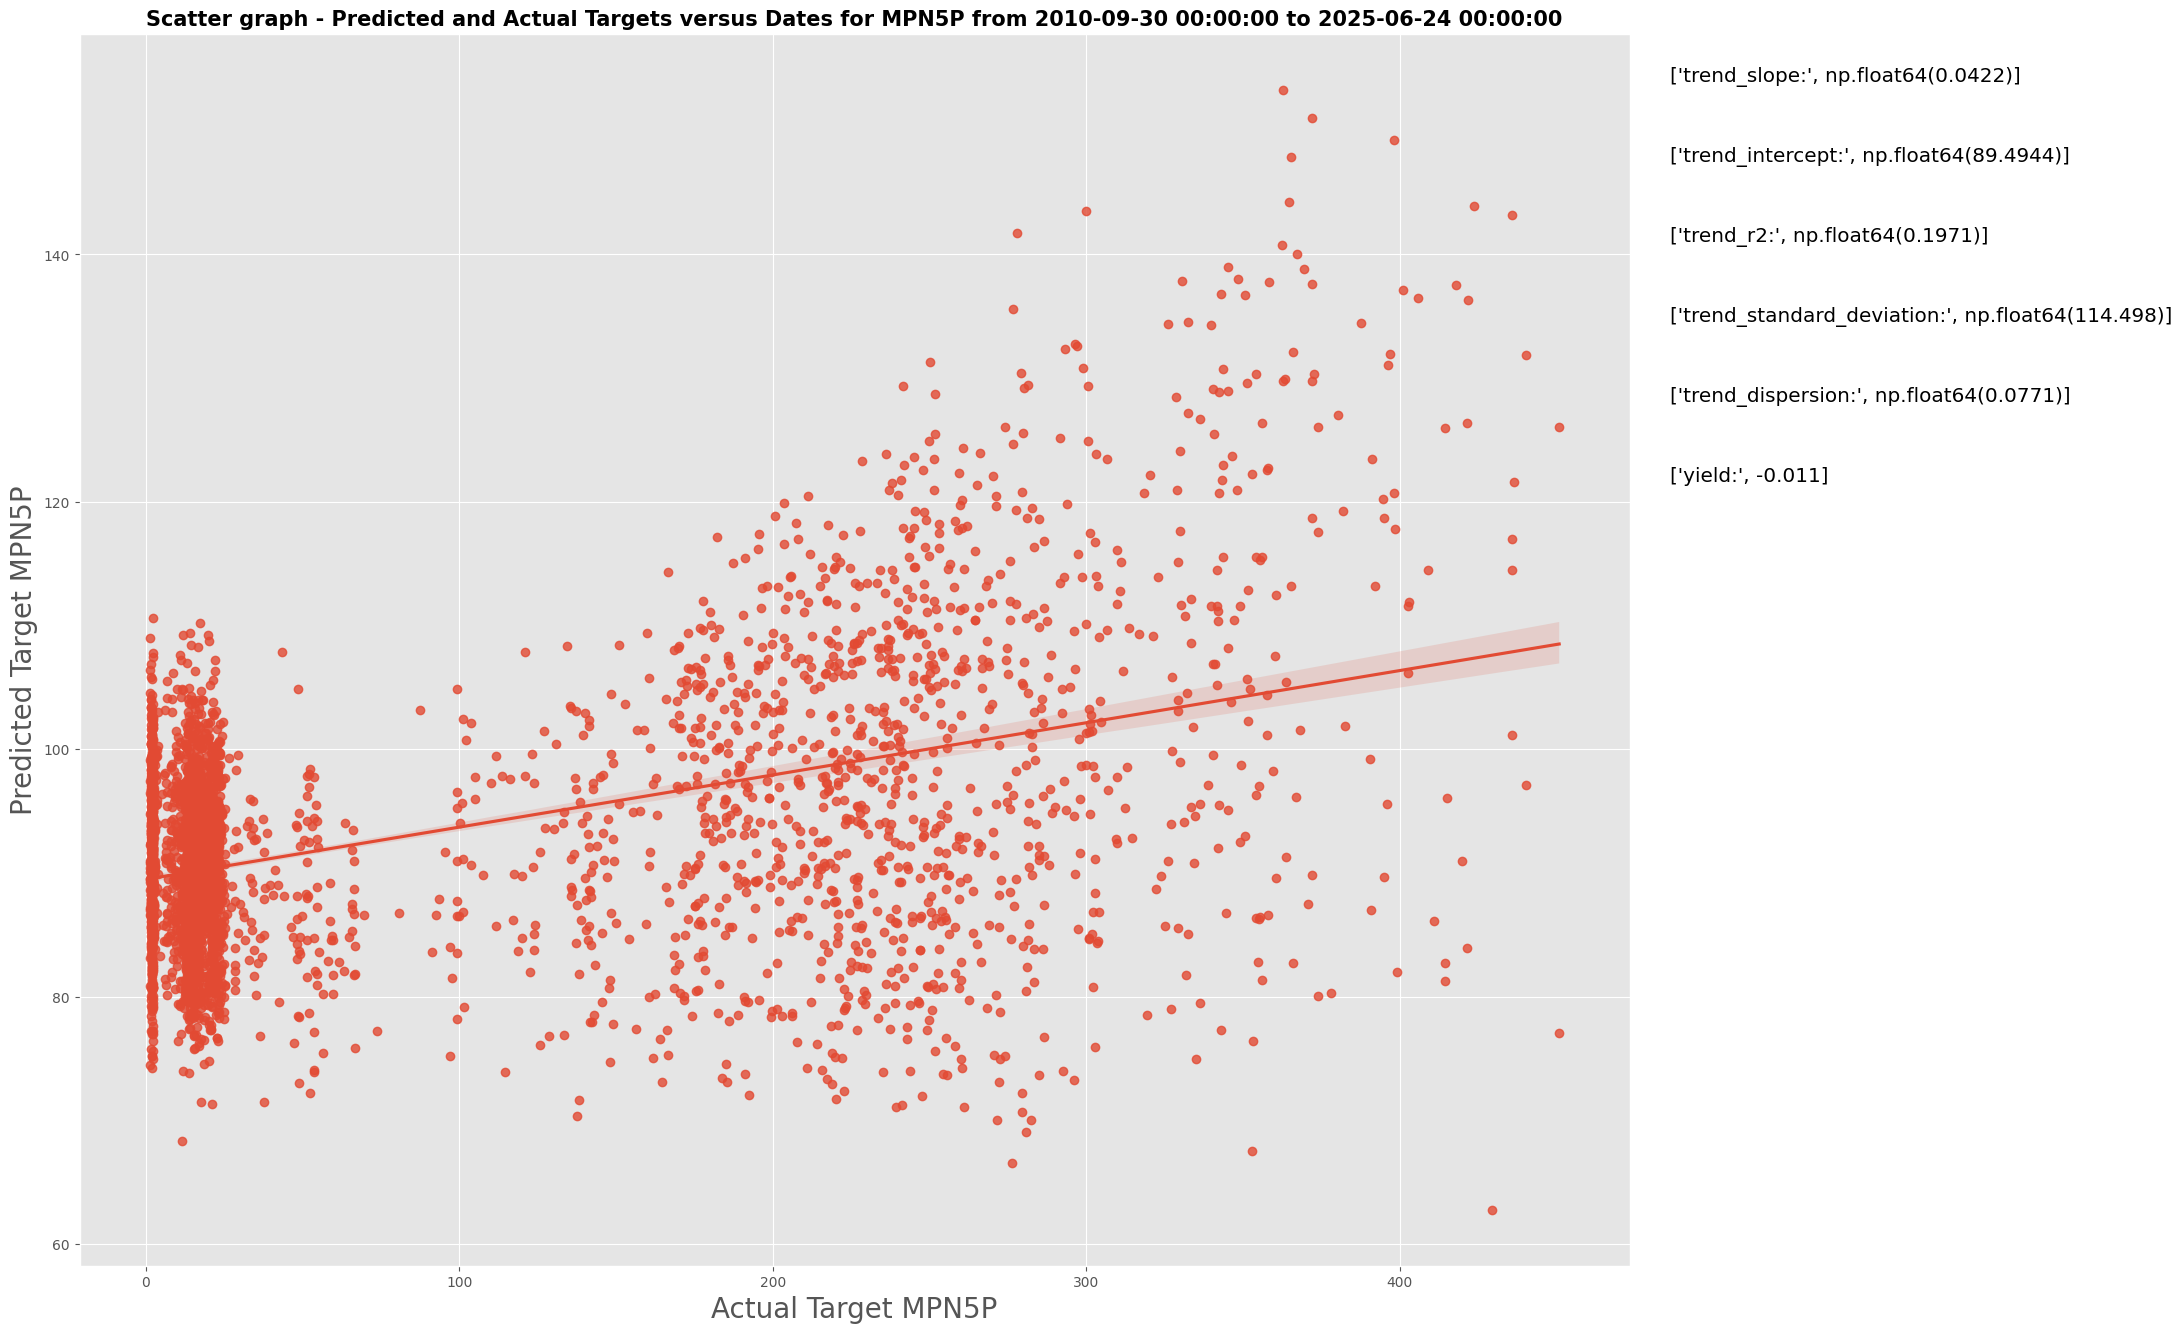 Scatter graph - Predicted and Actual Targets versus Dates for MPN5P from 2010-09-30 00:00:00 to 2025-06-24 00:00:00
['trend_slope:', np.float64(0.0422)]
['trend_intercept:', np.float64(89.4944)]
['trend_r2:', np.float64(0.1971)]
['trend_standard_deviation:', np.float64(114.498)]
['trend_dispersion:', np.float64(0.0771)]
['yield:', -0.011]
Predicted Target MPN5P
140
120
100
80
60
0 100 200 300 400
Actual Target MPN5P